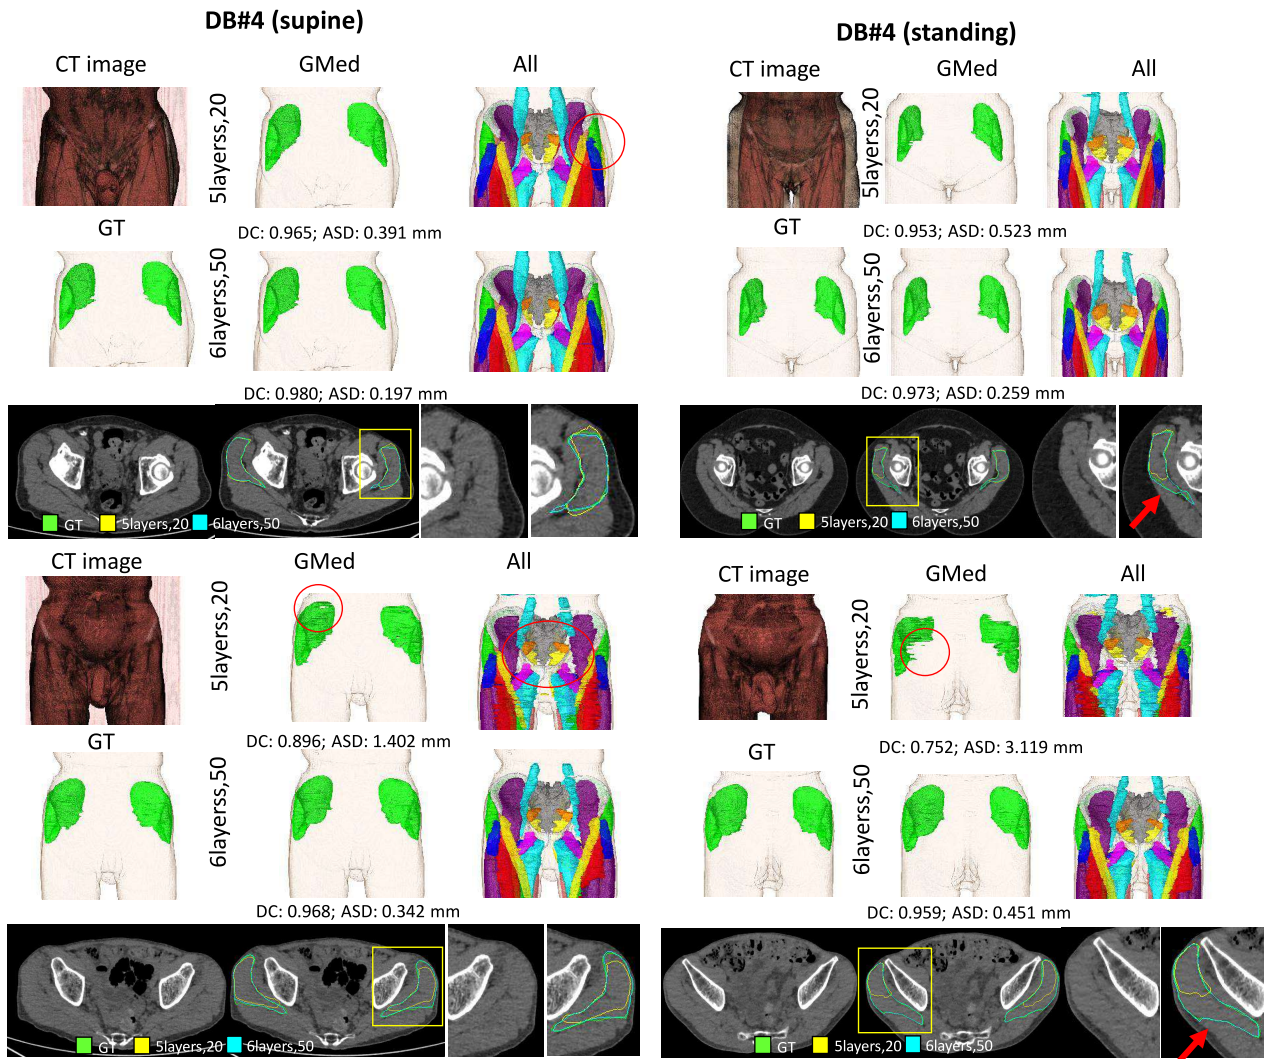 DB#4 (supine)
CT image
GMed
All
5layerss,20
GT
DC: 0.965; ASD: 0.391 mm
6layerss,50
DC: 0.980; ASD: 0.197 mm
GT
5layers,20
6layers,50
CT image
GMed
All
5layerss,20
GT
DC: 0.896; ASD: 1.402 mm
6layerss,50
DC: 0.968; ASD: 0.342 mm
GT
5layers,20
6layers,50
DB#4 (standing)
CT image
GMed
All
5layerss,20
GT
DC: 0.953; ASD: 0.523 mm
6layerss,50
DC: 0.973; ASD: 0.259 mm
GT
5layers,20
6layers,50
CT image
GMed
All
5layerss,20
GT
DC: 0.752; ASD: 3.119 mm
6layerss,50
DC: 0.959; ASD: 0.451 mm
GT
5layers,20
6layers,50